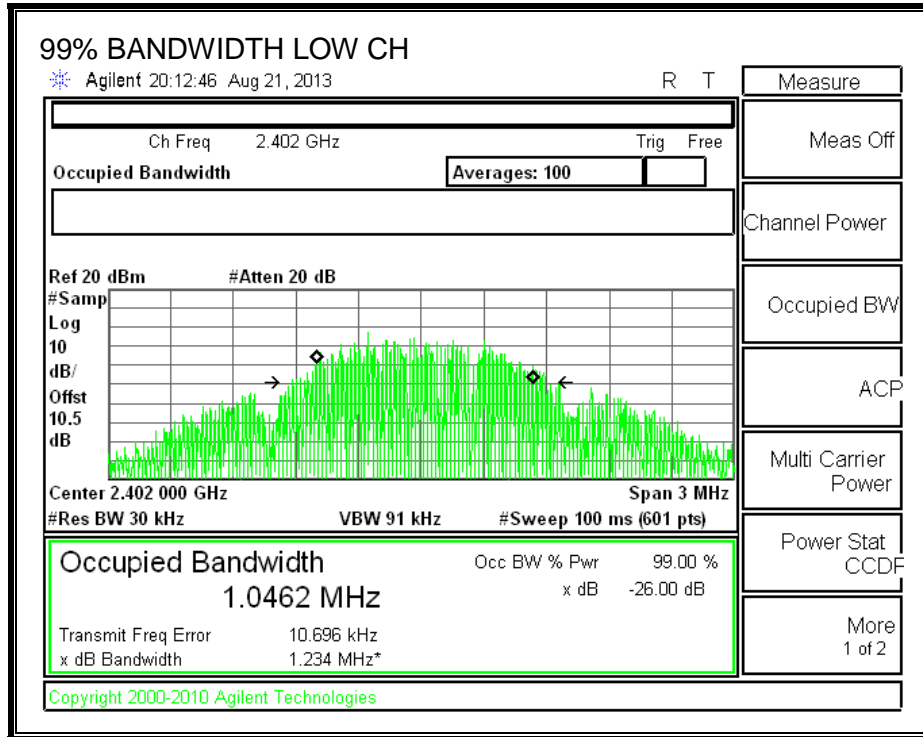 99% BANDWIDTH LOW CH
Agilent 20:12:46 Aug 21, 2013 R T
Ch Freq 2.402 GHz Trig Free
Occupied Bandwidth Averages: 100
Ref 20 dBm #Atten 20 dB
#Samp
Log
10
dB/
Offst
10.5
dB
Center 2.402 000 GHz Span 3 MHz
#Res BW 30 kHz VBW 91 kHz #Sweep 100 ms (601 pts)
Occupied Bandwidth Occ BW % Pwr 99.00 %
1.0462 MHz x dB -26.00 dB
Transmit Freq Error 10.696 kHz
x dB Bandwidth 1.234 MHz*
Copyright 2000-2010 Agilent Technologies
Measure
Meas Off
Channel Power
Occupied BW
ACP
Multi Carrier
Power
Power Stat
CCDF
More
1 of 2